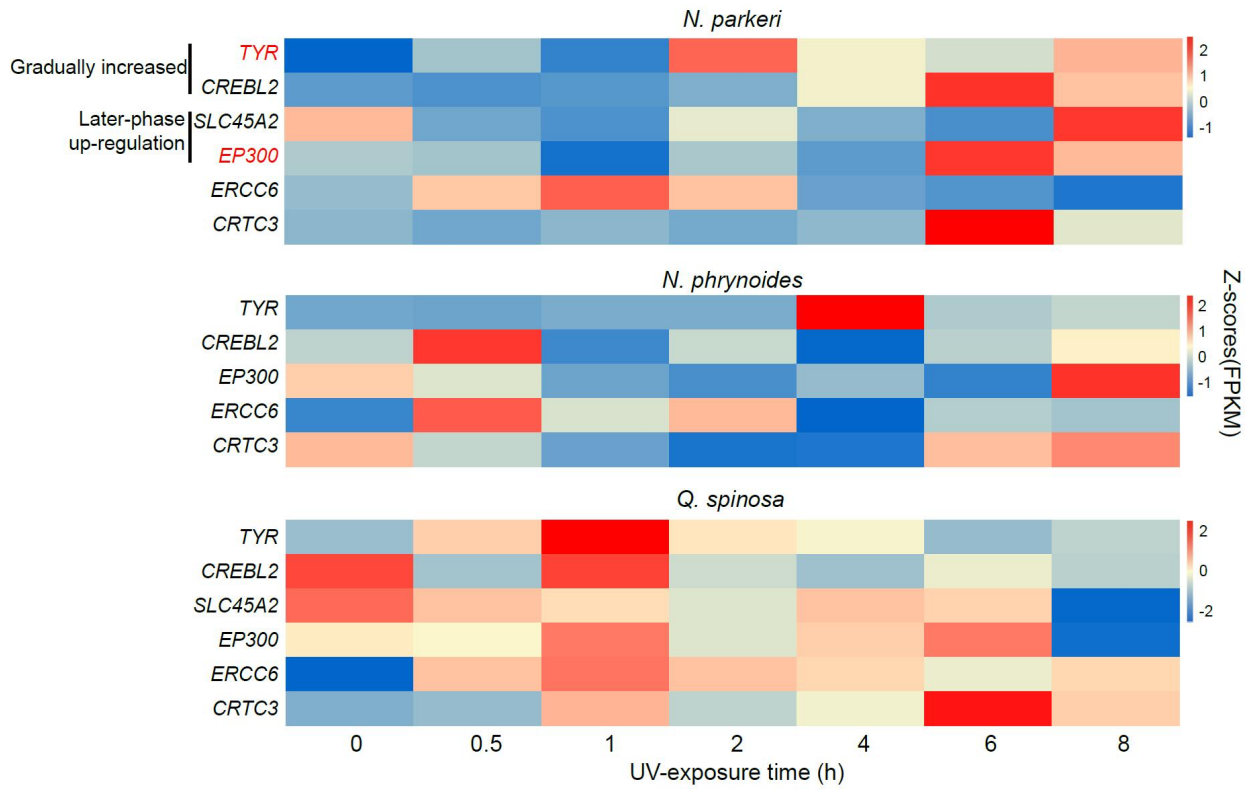 N. parkeri
Gradually increased
TYR
CREBL2
Later-phase
up-regulation
SLC45A2
EP300
ERCC6
CRTC3
2
1
0
-1
N. phrynoides
TYR
CREBL2
EP300
ERCC6
CRTC3
2
1
0
-1
Z-scores(FPKM)
Q. spinosa
TYR
CREBL2
SLC45A2
EP300
ERCC6
CRTC3
2
0
-2
0 0.5 1 2 4 6 8
UV-exposure time (h)